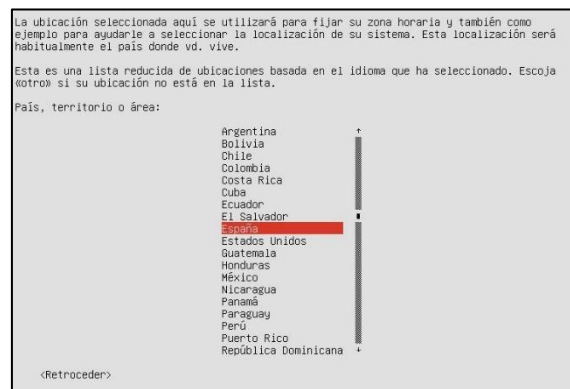 La ubicación seleccionada aquí se utilizará para fijar su zona horaria y también como
ejemplo para ayudarle a seleccionar la localización de su sistema. Esta localización será
habitualmente el país donde vd. vive.
Esta es una lista reducida de ubicaciones basada en el idioma que ha seleccionado. Escoja
«otro» si su ubicación no está en la lista.
País, territorio o área:
Argentina
Bolivia
Chile
Colombia
Costa Rica
Cuba
Ecuador
El Salvador
España
Estados Unidos
Guatemala
Honduras
México
Nicaragua
Panamá
Paraguay
Perú
Puerto Rico
República Dominicana
<Retroceder>